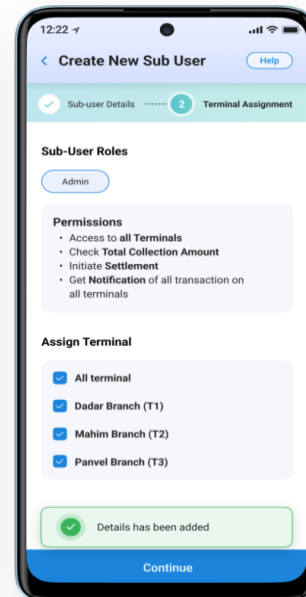 12:22
Create New Sub User
Help
Sub-user Details
2
Terminal Assignment
Sub-User Roles
Admin
Permissions
• Access to all Terminals
• Check Total Collection Amount
• Initiate Settlement
• Get Notification of all transaction on
all terminals
Assign Terminal
All terminal
Dadar Branch (T1)
Mahim Branch (T2)
Panvel Branch (T3)
Details has been added
Continue